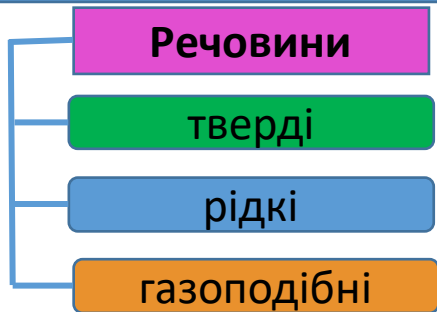 Речовини
тверді
рідкі
газоподібні